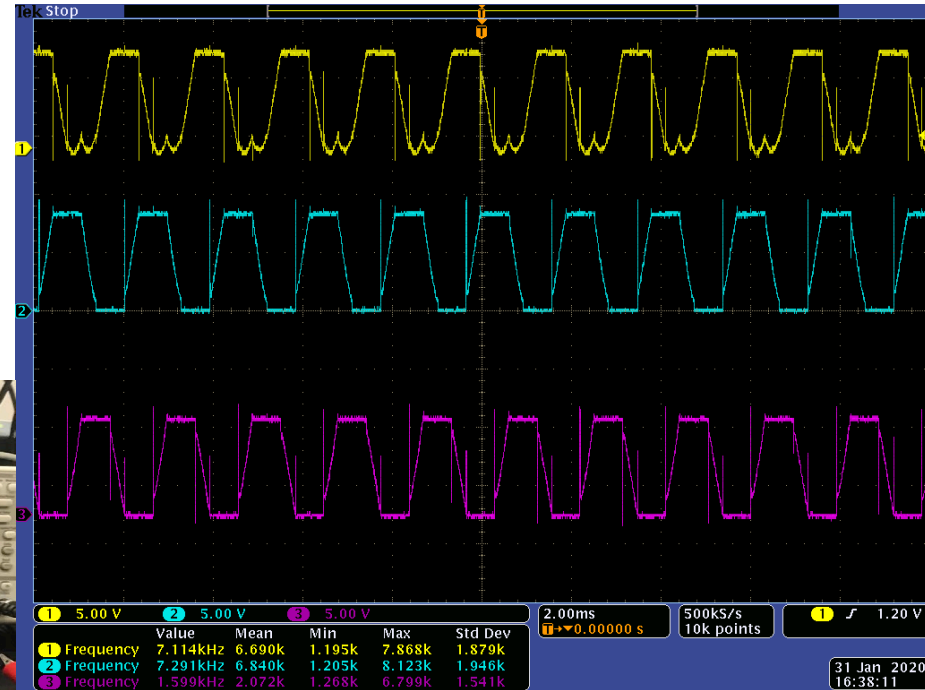 Tek Stop
T
T
1
2
3
1 5.00 V 2 5.00 V 3 5.00 V
2.00ms
T→▼0.00000 s
500kS/s
10k points
1 1.20 V
Value Mean Min Max Std Dev
1 Frequency 7.114kHz 6.690k 1.195k 7.868k 1.879k
2 Frequency 7.291kHz 6.840k 1.205k 8.123k 1.946k
3 Frequency 1.599kHz 2.072k 1.268k 6.799k 1.541k
31 Jan 2020
16:38:11